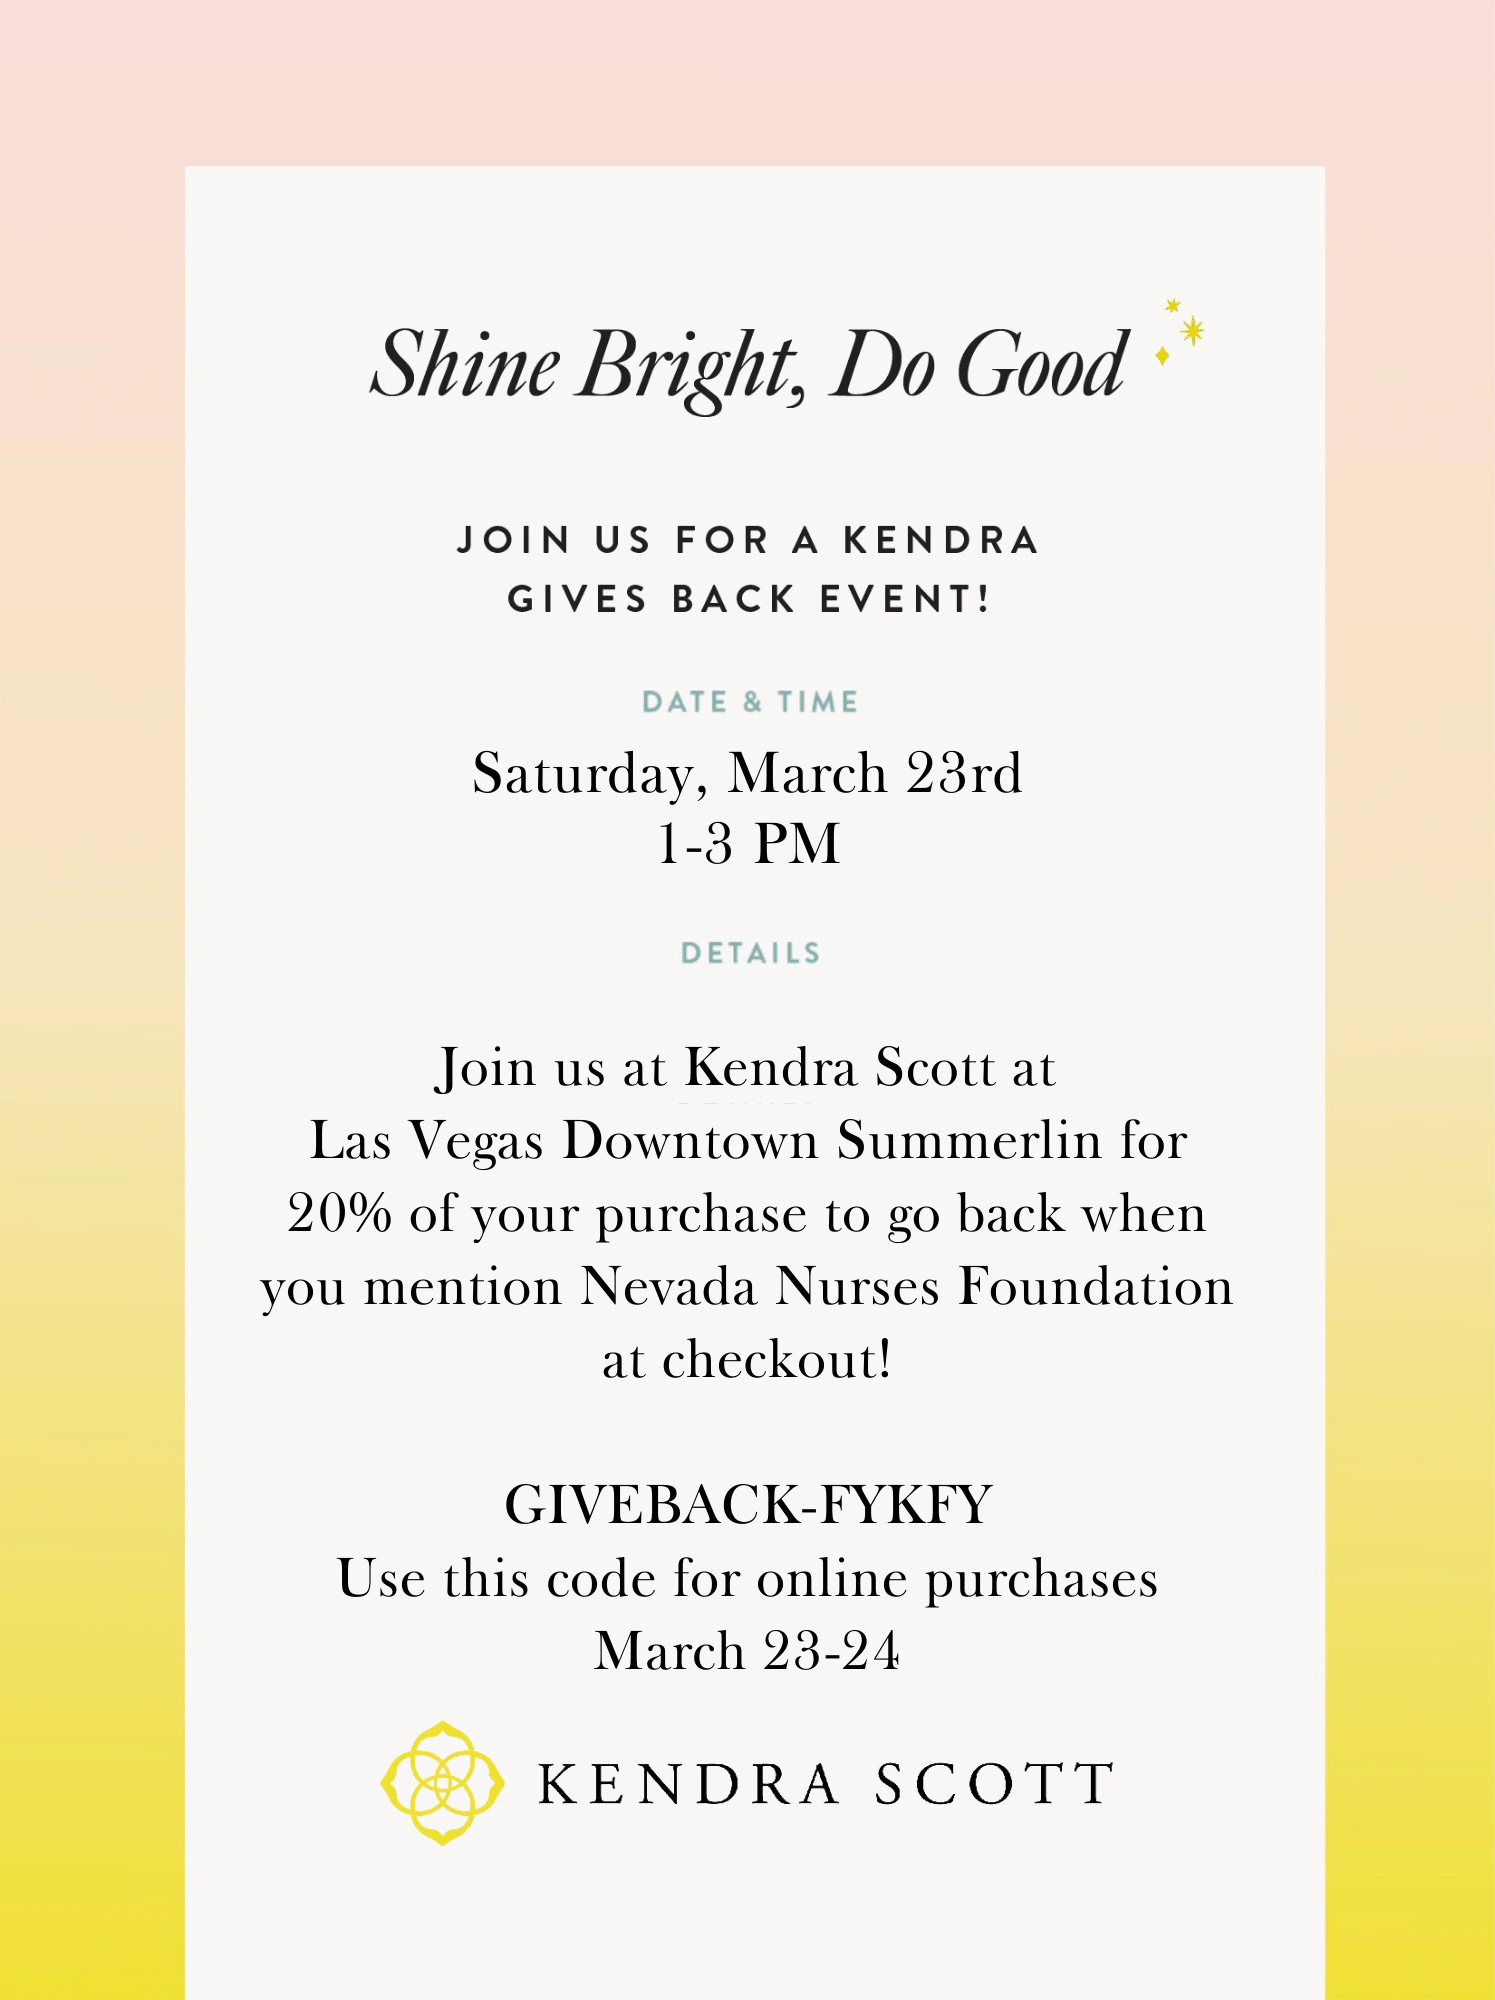 Shine Bright, Do Good
JOIN US FOR A KENDRA
GIVES BACK EVENT!
DATE & TIME
Saturday, March 23rd
1-3 PM
DETAILS
Join us at Kendra Scott at
Las Vegas Downtown Summerlin for
20% of your purchase to go back when
you mention Nevada Nurses Foundation
at checkout!
GIVEBACK-FYKFY
Use this code for online purchases
March 23-24
KENDRA SCOTT